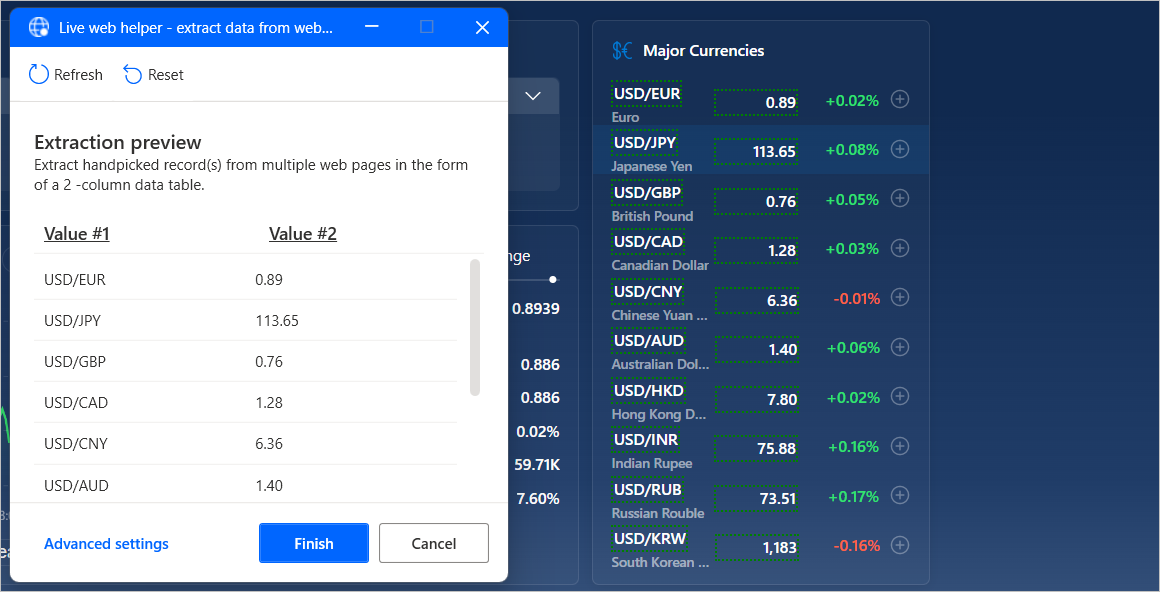 Live web helper - extract data from web...
Refresh
Reset
Extraction preview
Extract handpicked record(s) from multiple web pages in the form
of a 2 -column data table.
Value #1 Value #2
USD/EUR 0.89
USD/JPY 113.65
USD/GBP 0.76
USD/CAD 1.28
USD/CNY 6.36
USD/AUD 1.40
Advanced settings
Finish
Cancel
nge
0.8939
0.886
0.886
0.02%
59.71K
7.60%
Major Currencies
USD/EUR 0.89 +0.02%
Euro
USD/JPY 113.65 +0.08%
Japanese Yen
USD/GBP 0.76 +0.05%
British Pound
USD/CAD 1.28 +0.03%
Canadian Dollar
USD/CNY 6.36 -0.01%
Chinese Yuan ...
USD/AUD 1.40 +0.06%
Australian Dol...
USD/HKD 7.80 +0.02%
Hong Kong D...
USD/INR 75.88 +0.16%
Indian Rupee
USD/RUB 73.51 +0.17%
Russian Rouble
USD/KRW 1,183 -0.16%
South Korean ...